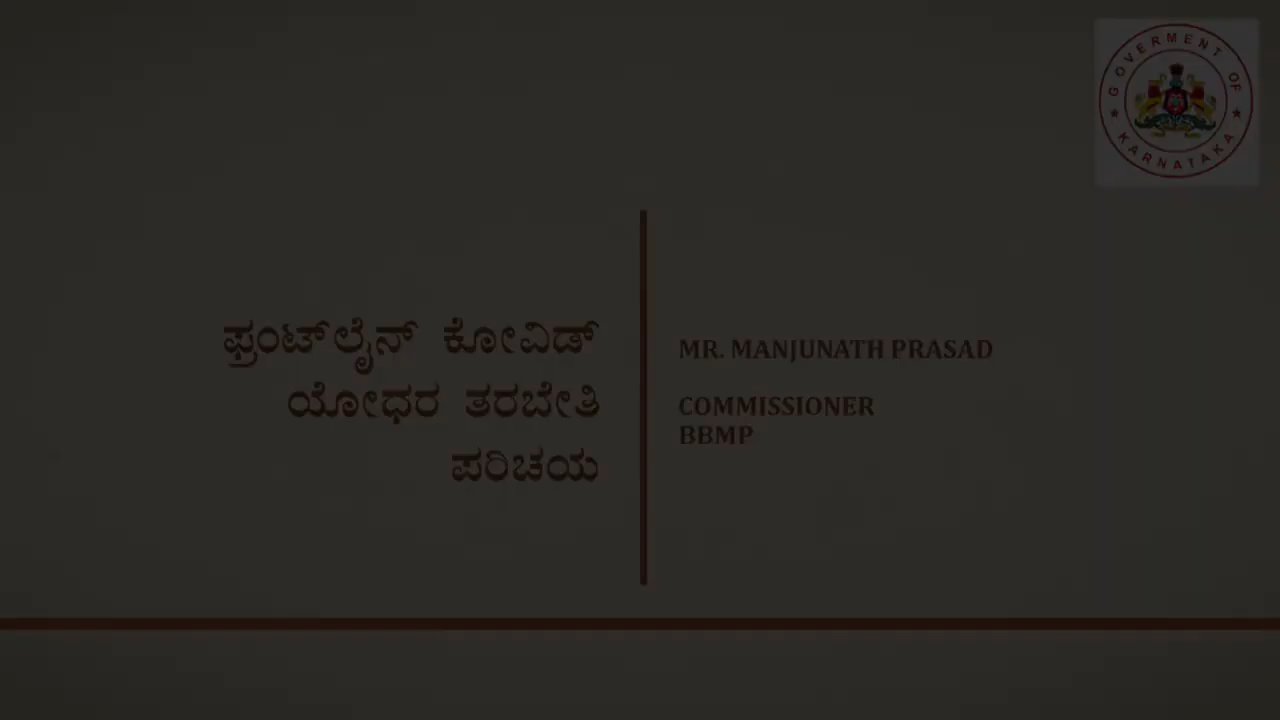 GOVERMENT OF
KARNATAKA
ಫ್ರಂಟ್‌ಲೈನ್ ಕೋವಿಡ್
ಯೋಧರ ತರಬೇತಿ
ಪರಿಚಯ
MR. MANJUNATH PRASAD
COMMISSIONER
BBMP